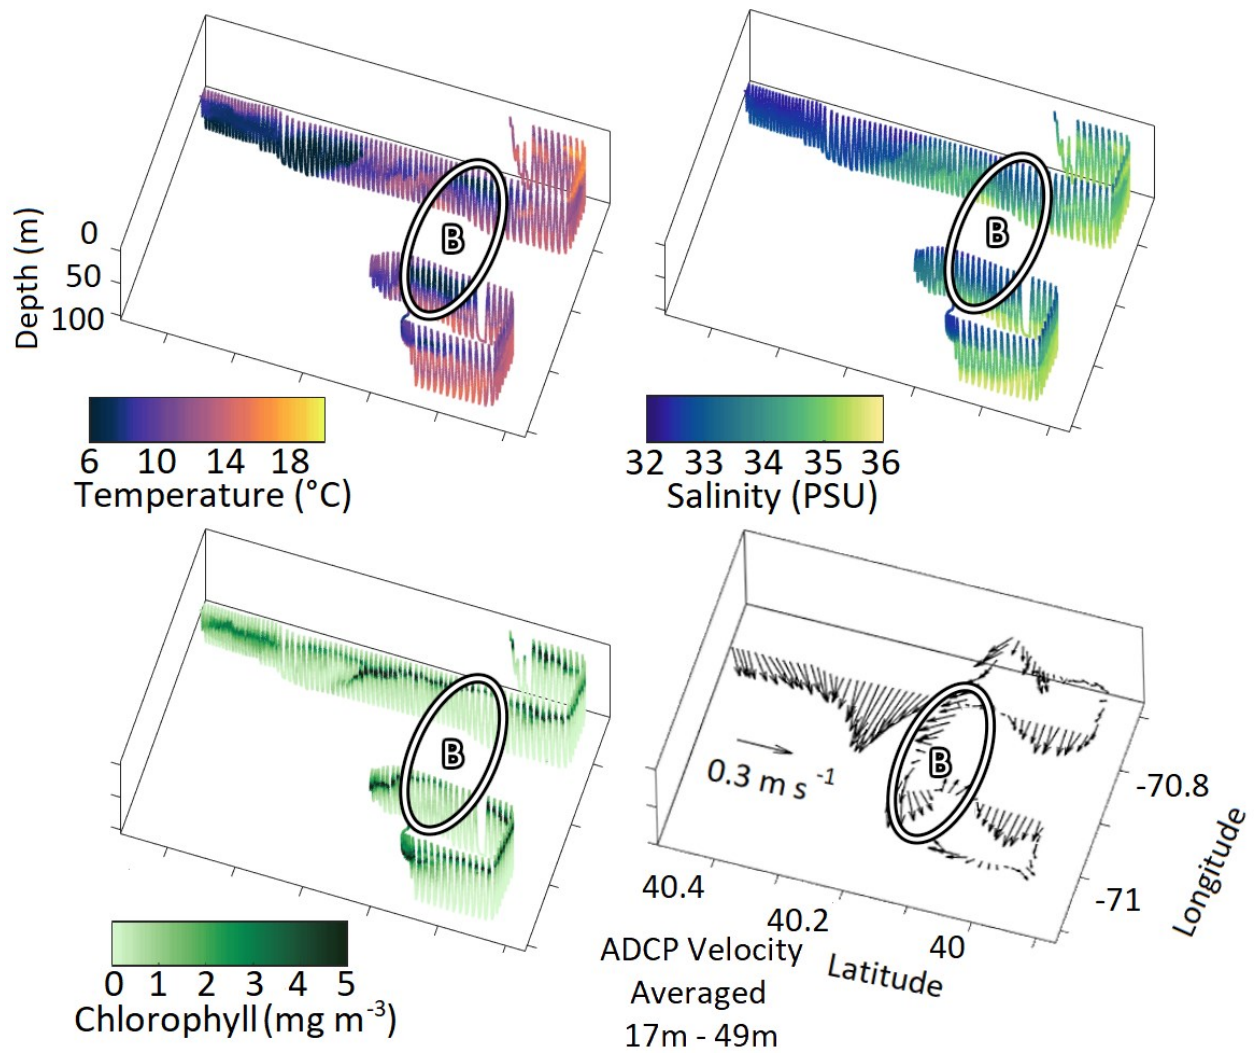 B
B
Depth (m)
0
50
100
6 10 14 18
Temperature (°C)
32 33 34 35 36
Salinity (PSU)
B
B
0.3 m s⁻¹
-70.8
-71
Longitude
40.4
40.2
40
Latitude
0 1 2 3 4 5
Chlorophyll (mg m⁻³)
ADCP Velocity
Averaged
17m - 49m